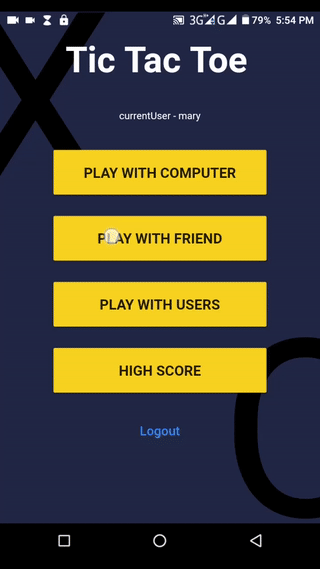 3G 4G 79% 5:54 PM
Tic Tac Toe
currentUser - mary
PLAY WITH COMPUTER
PLAY WITH FRIEND
PLAY WITH USERS
HIGH SCORE
Logout
X
O